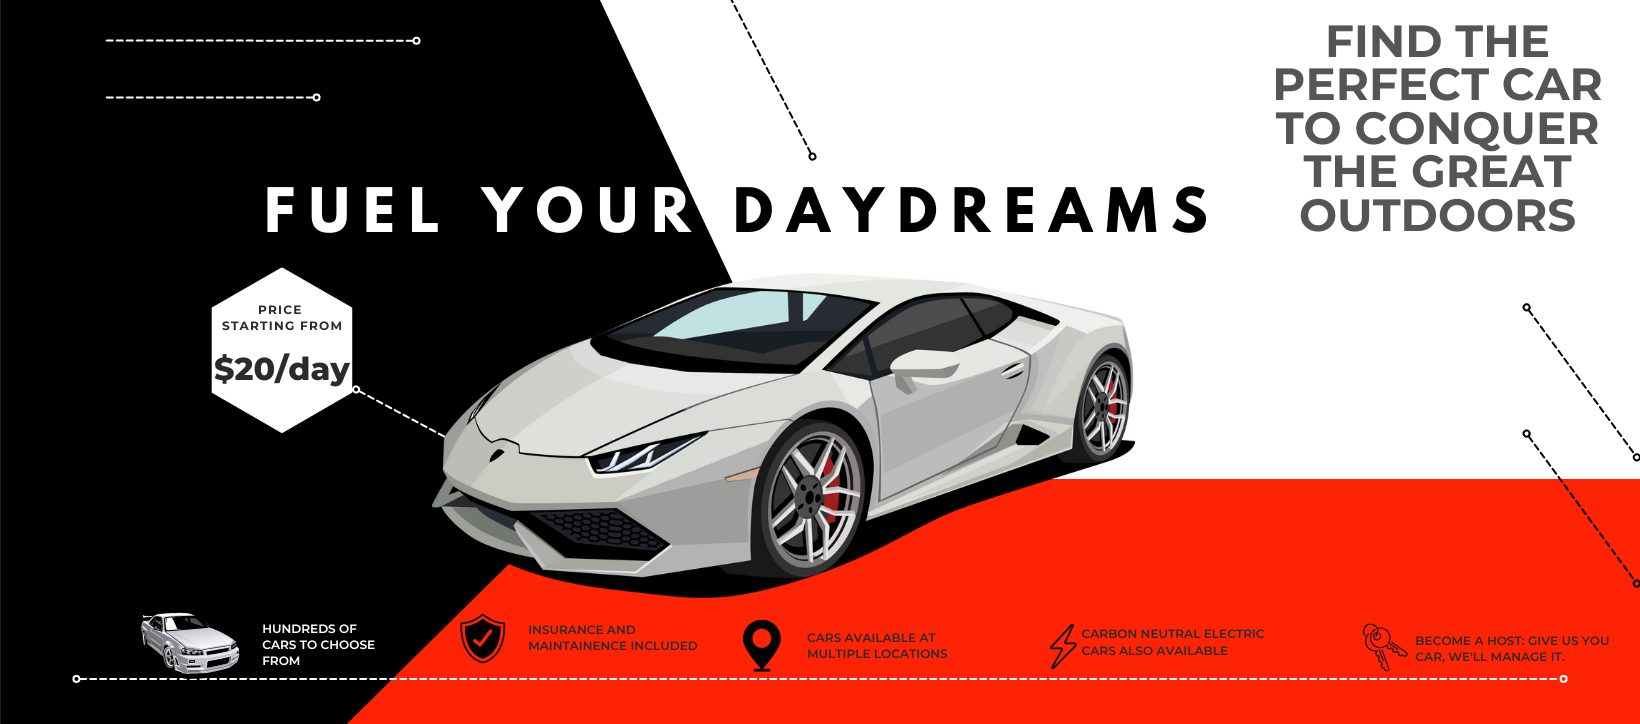 FIND THE
PERFECT CAR
TO CONQUER
THE GREAT
OUTDOORS
FUEL YOUR DAYDREAMS
PRICE
STARTING FROM
$20/day
HUNDREDS OF
CARS TO CHOOSE
FROM
INSURANCE AND
MAINTAINENCE INCLUDED
CARS AVAILABLE AT
MULTIPLE LOCATIONS
CARBON NEUTRAL ELECTRIC
CARS ALSO AVAILABLE
BECOME A HOST: GIVE US YOU
CAR, WE'LL MANAGE IT.